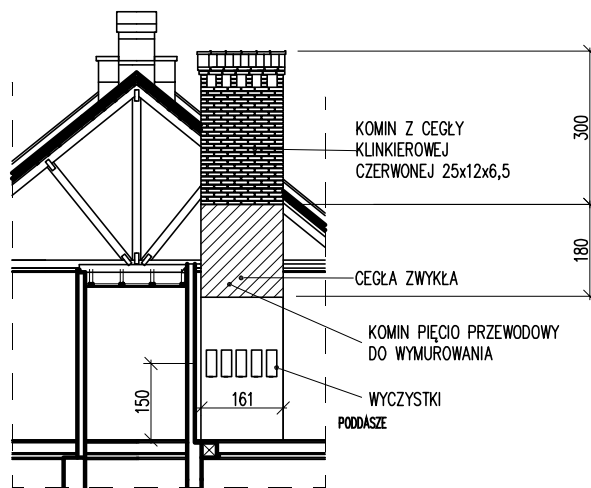 KOMIN Z CEGŁY
KLINKIEROWEJ
CZERWONEJ 25x12x6,5
300
180
CEGŁA ZWYKŁA
KOMIN PIĘCIO PRZEWODOWY
DO WYMUROWANIA
WYCZYSTKI
150
161
PODDASZE